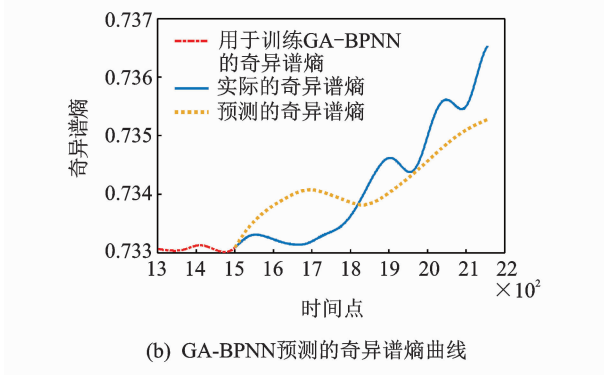 0.737
用于训练GA-BPNN
的奇异谱熵
实际的奇异谱熵
预测的奇异谱熵
0.736
0.735
0.734
0.733
奇异谱熵
13 14 15 16 17 18 19 20 21 22
×10²
时间点
(b) GA-BPNN预测的奇异谱熵曲线